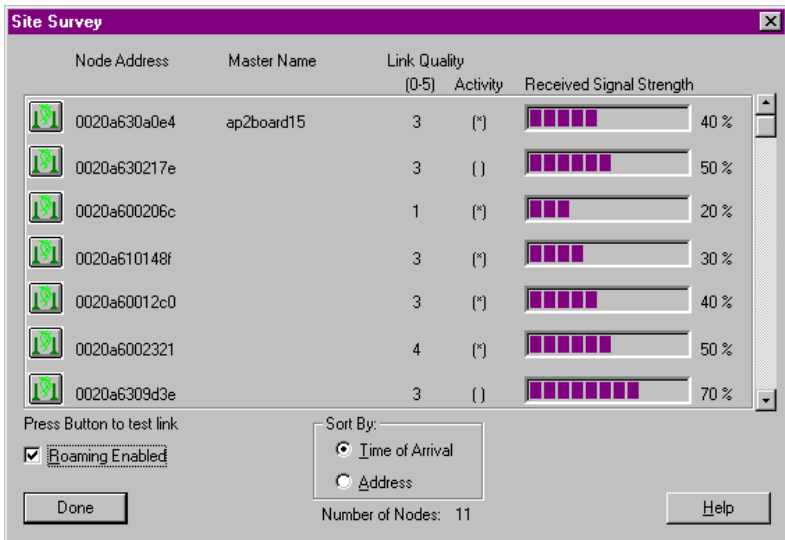 Site Survey
Node Address Master Name Link Quality
(0-5) Activity Received Signal Strength
0020a630a0e4 ap2board15 3 (*) 40 %
0020a630217e 3 ( ) 50 %
0020a600206c 1 (*) 20 %
0020a610148f 3 (*) 30 %
0020a60012c0 3 (*) 40 %
0020a6002321 4 (*) 50 %
0020a6309d3e 3 ( ) 70 %
Press Button to test link
Sort By:
Roaming Enabled
Time of Arrival
Address
Done
Number of Nodes: 11
Help